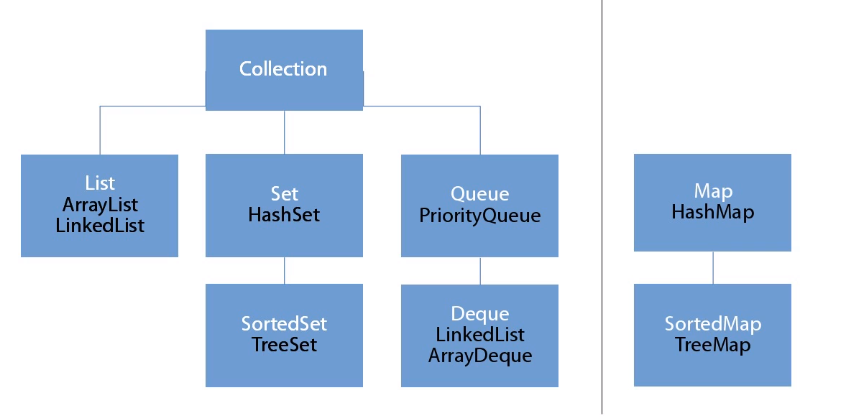 Collection
List
ArrayList
LinkedList
Set
HashSet
Queue
PriorityQueue
Map
HashMap
SortedSet
TreeSet
Deque
LinkedList
ArrayDeque
SortedMap
TreeMap